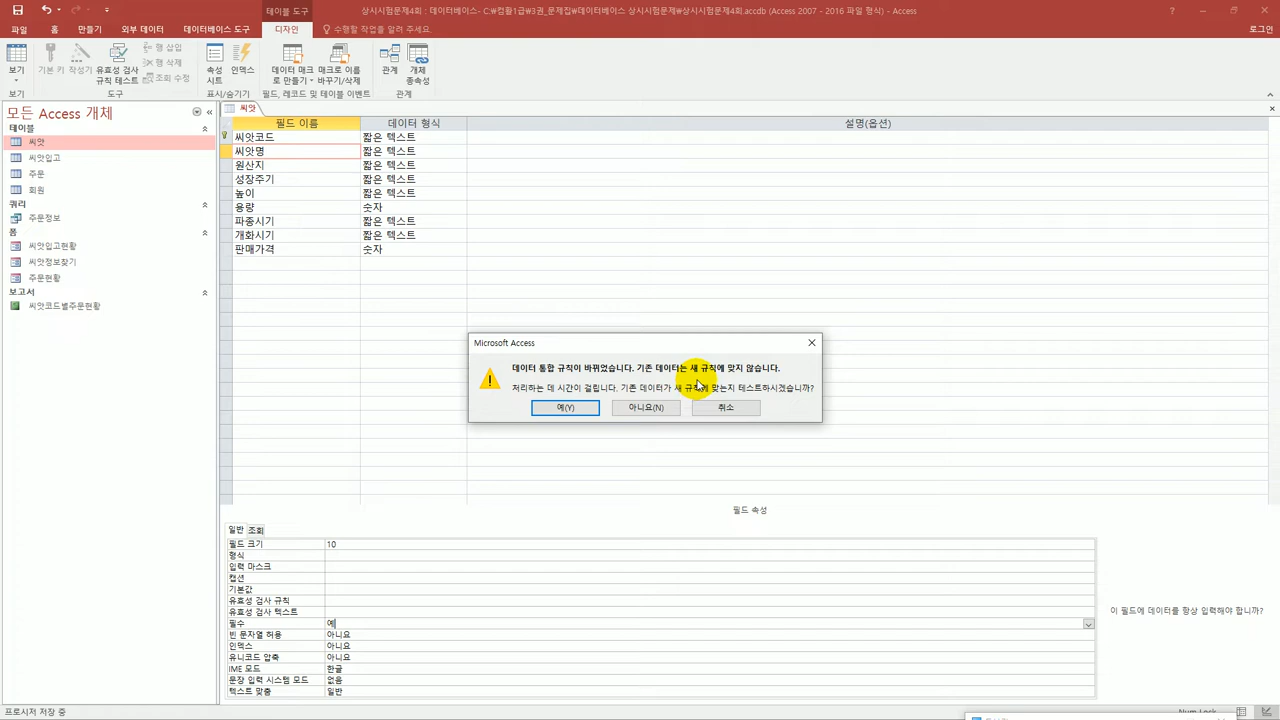 테이블 도구
상시시험문제4회 : 데이터베이스- C:₩컴활1급₩3권_문제집₩데이터베이스 상시시험문제₩상시시험문제4회.accdb (Access 2007 - 2016 파일 형식) - Access
파일 홈 만들기 외부 데이터 데이터베이스 도구 디자인 수행할 작업을 알려 주세요. 로그인
보기
기본 키
작성기
유효성 검사
규칙 테스트
행 삽입
행 삭제
조회 수정
속성
시트
인덱스
데이터 매크
로 만들기
매크로 이름
바꾸기/삭제
관계
개체
종속성
보기 도구 표시/숨기기 필드, 레코드 및 테이블 이벤트 관계
모든 Access 개체
테이블
씨앗
씨앗입고
주문
회원
쿼리
주문정보
폼
씨앗입고현황
씨앗정보찾기
주문현황
보고서
씨앗코드별주문현황
씨앗
필드 이름 데이터 형식 설명(옵션)
씨앗코드 짧은 텍스트
씨앗명 짧은 텍스트
원산지 짧은 텍스트
성장주기 짧은 텍스트
높이 짧은 텍스트
용량 숫자
파종시기 짧은 텍스트
개화시기 짧은 텍스트
판매가격 숫자
Microsoft Access
데이터 통합 규칙이 바뀌었습니다. 기존 데이터는 새 규칙에 맞지 않습니다.
처리하는 데 시간이 걸립니다. 기존 데이터가 새 규칙에 맞는지 테스트하시겠습니까?
예(Y) 아니요(N) 취소
필드 속성
일반 조회
필드 크기 10
형식
입력 마스크
캡션
기본값
유효성 검사 규칙
유효성 검사 텍스트
필수 예
빈 문자열 허용 아니요
인덱스 아니요
유니코드 압축 아니요
IME 모드 한글
문장 입력 시스템 모드 없음
텍스트 맞춤 일반
이 필드에 데이터를 항상 입력해야 합니까?
프로시저 저장 중
Num Lock